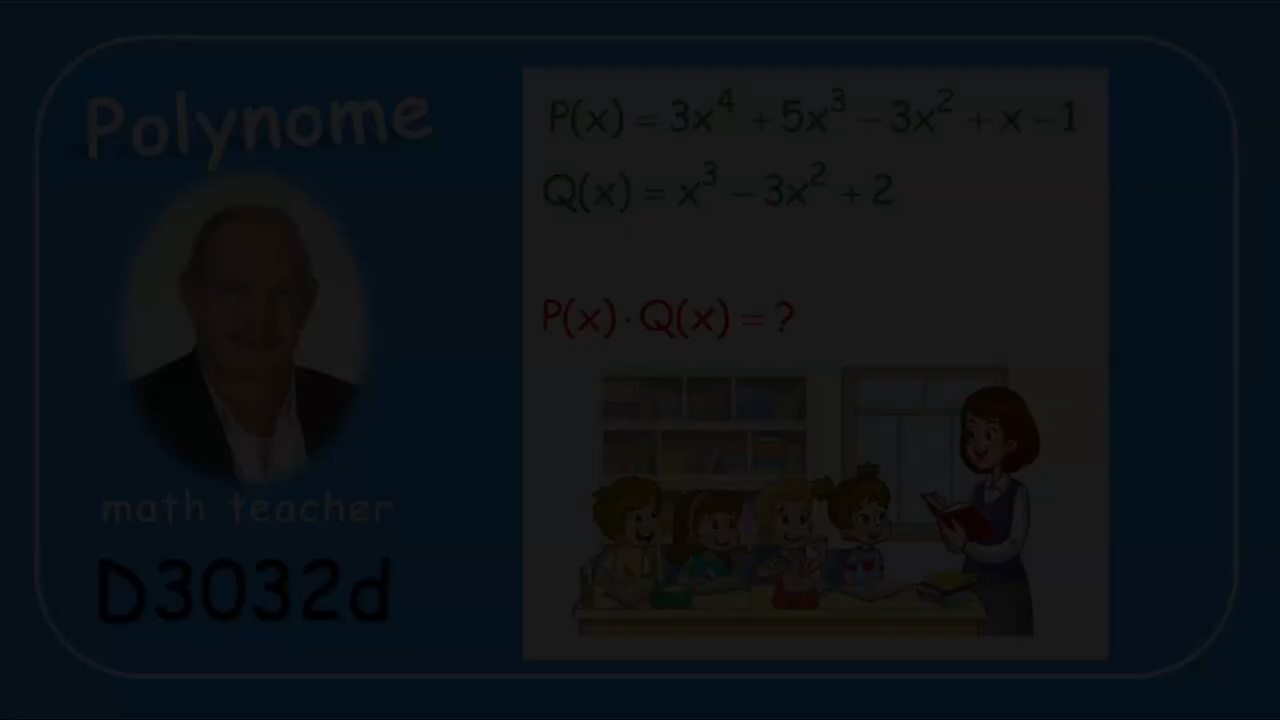 Polynome
math teacher
D3032d
P(x) = 3x⁴ + 5x³ − 3x² + x − 1
Q(x) = x³ − 3x² + 2
P(x) · Q(x) = ?